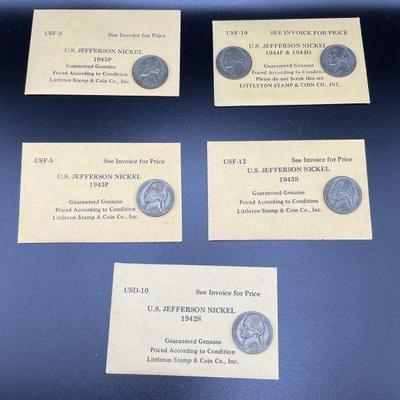 USF-3 See Invoice for Price
U.S. JEFFERSON NICKEL
1945P
Guaranteed Genuine
Priced According to Condition
Littleton Stamp & Coin Co., Inc.
USF-10 SEE INVOICE FOR PRICE
U.S. JEFFERSON NICKEL
1944P & 1944D
Guaranteed Genuine
Priced According to Condition
Please do not break this set
LITTLETON STAMP & COIN CO., INC.
USF-5 See Invoice for Price
U.S. JEFFERSON NICKEL
1943P
Guaranteed Genuine
Priced According to Condition
Littleton Stamp & Coin Co., Inc.
USF-12 See Invoice for Price
U.S. JEFFERSON NICKEL
1943S
Guaranteed Genuine
Priced According to Condition
Littleton Stamp & Coin Co., Inc.
USD-10 See Invoice for Price
U.S. JEFFERSON NICKEL
1942S
Guaranteed Genuine
Priced According to Condition
Littleton Stamp & Coin Co., Inc.